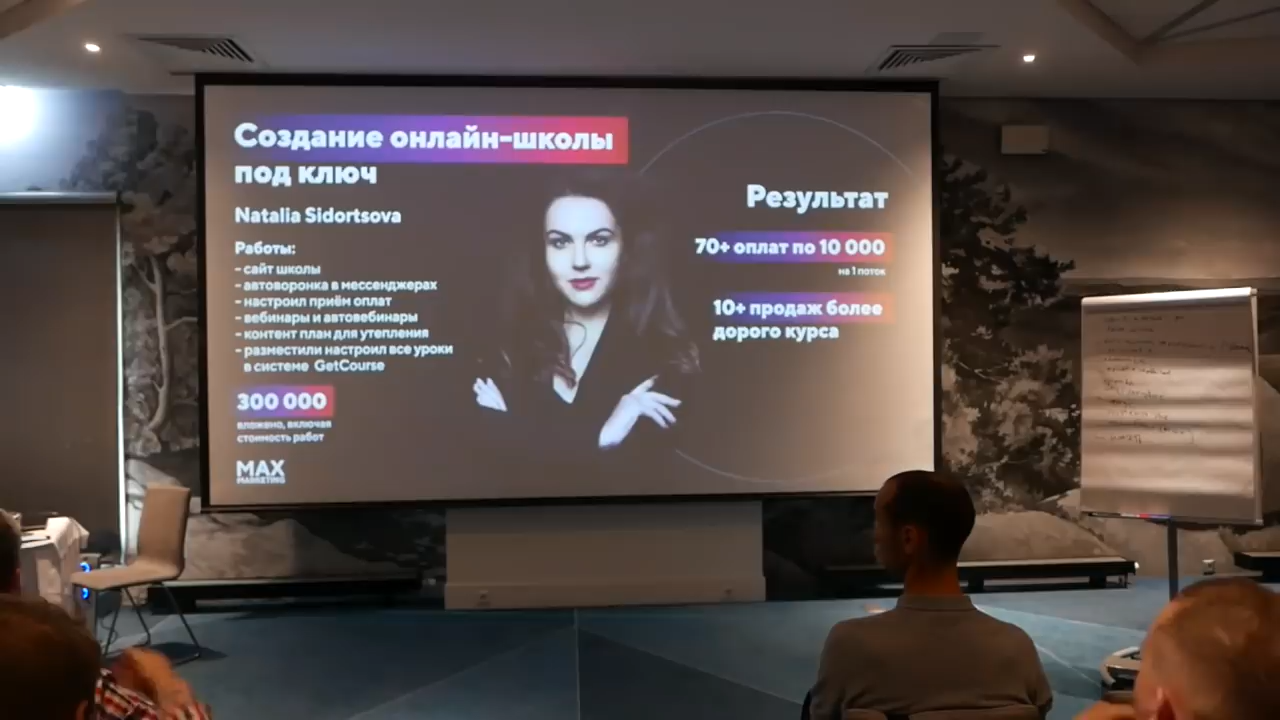 Создание онлайн-школы
под ключ
Natalia Sidortsova
Работы:
- сайт школы
- автоворонка в мессенджерах
- настроил приём оплат
- вебинары и автовебинары
- контент план для утепления
- разместили настроил все уроки
в системе GetCourse
300 000
вложено, включая
стоимость работ
MAX
MARKETING
Результат
70+ оплат по 10 000
на 1 поток
10+ продаж более
дорого курса